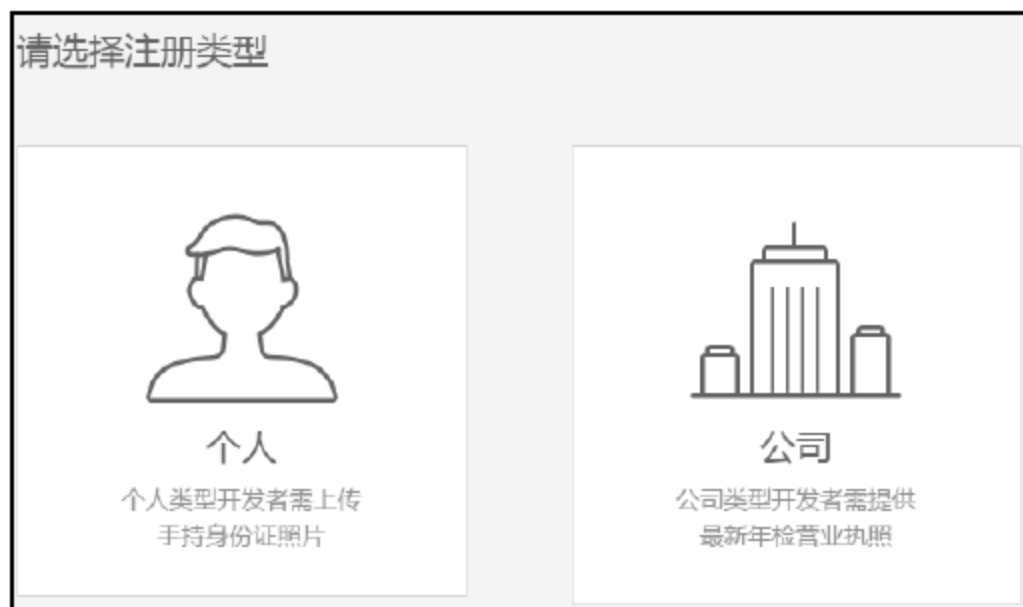 请选择注册类型
个人
个人类型开发者需上传
手持身份证照片
公司
公司类型开发者需提供
最新年检营业执照